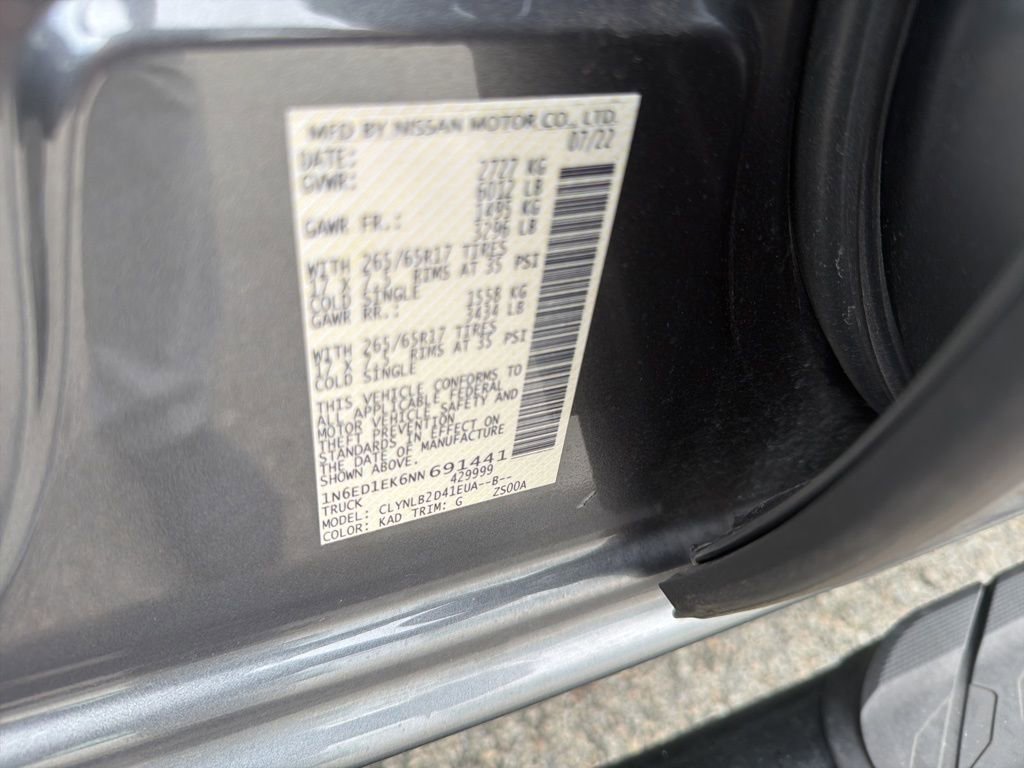 MFD BY NISSAN MOTOR CO., LTD.
DATE: 07/22
GVWR: 2727 KG
6012 LB
GAWR FR.: 1495 KG
3296 LB
WITH 265/65R17 TIRES
17 X RIMS AT 35 PSI
COLD SINGLE
GAWR RR.: 1558 KG
3434 LB
WITH 265/65R17 TIRES
17 X RIMS AT 35 PSI
COLD SINGLE
THIS VEHICLE CONFORMS TO
ALL APPLICABLE FEDERAL
MOTOR VEHICLE SAFETY AND
THEFT PREVENTION
STANDARDS IN EFFECT ON
THE DATE OF MANUFACTURE
SHOWN ABOVE.
1N6ED1EK6NN691441
TRUCK 429999
MODEL: CLYNLB2D41EUA--B--
COLOR: KAD TRIM: G ZS00A